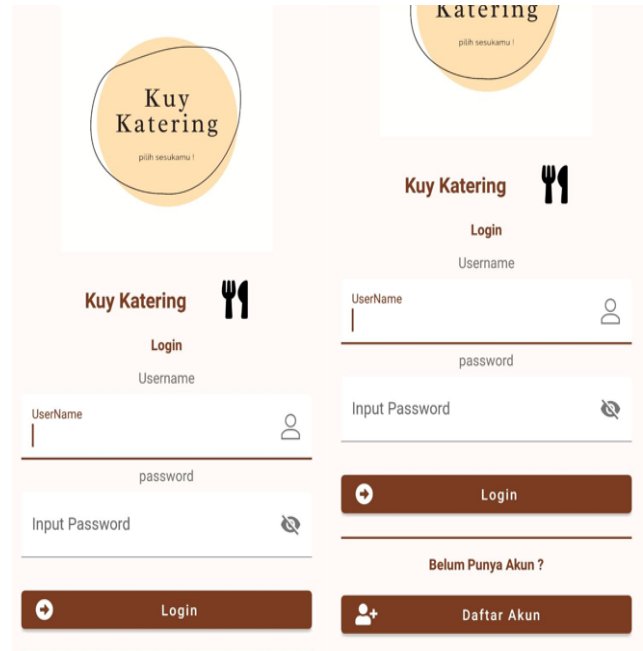 Kuy
Katering
pilih sesukamu !
Kuy Katering
Login
Username
UserName
password
Input Password
Login
Katering
pilih sesukamu !
Kuy Katering
Login
Username
UserName
password
Input Password
Login
Belum Punya Akun ?
Daftar Akun